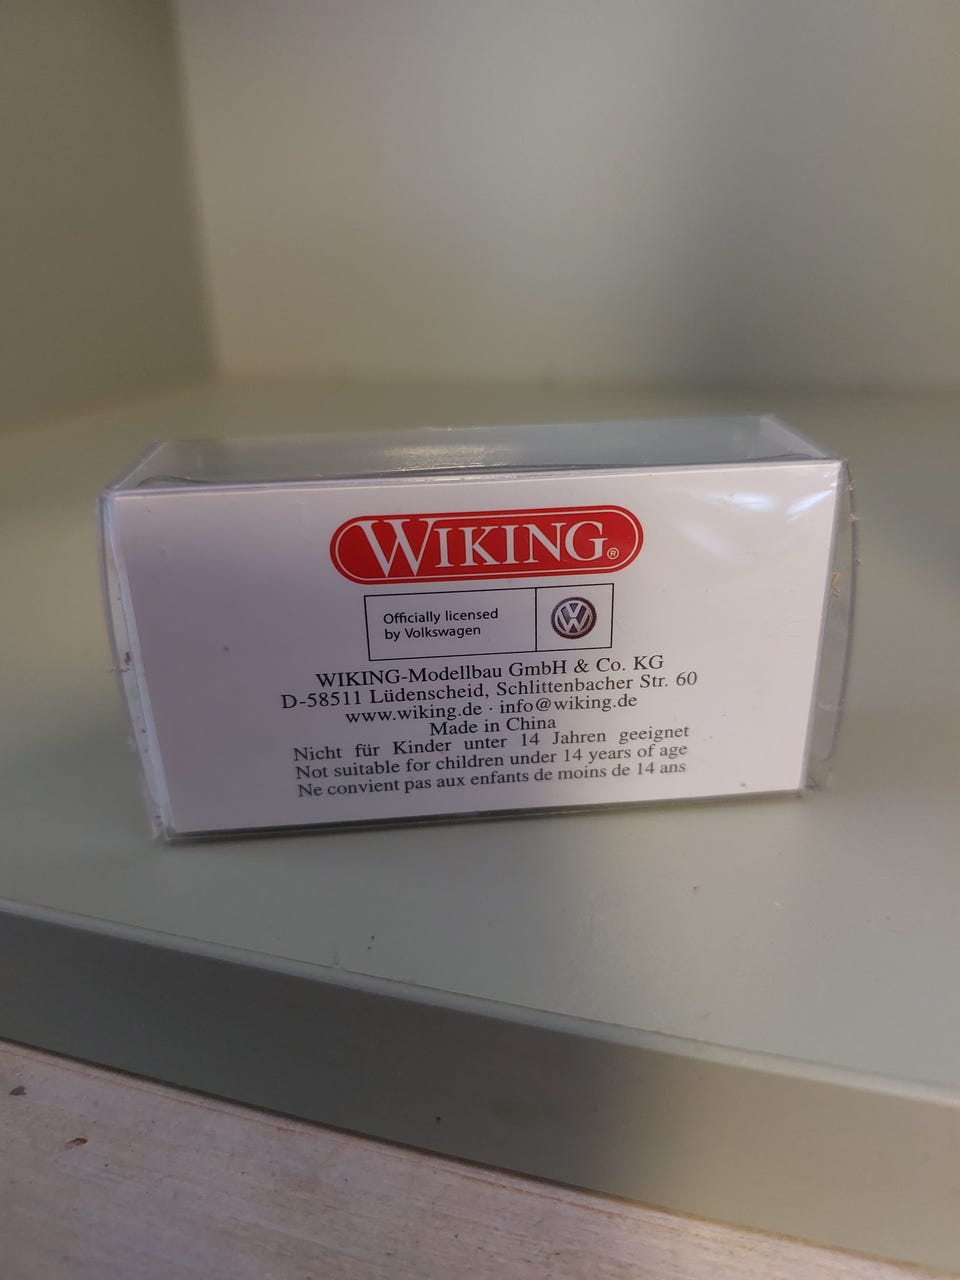 WIKING®
Officially licensed
by Volkswagen
WIKING-Modellbau GmbH & Co. KG
D-58511 Lüdenscheid, Schlittenbacher Str. 60
www.wiking.de · info@wiking.de
Made in China
Nicht für Kinder unter 14 Jahren geeignet
Not suitable for children under 14 years of age
Ne convient pas aux enfants de moins de 14 ans